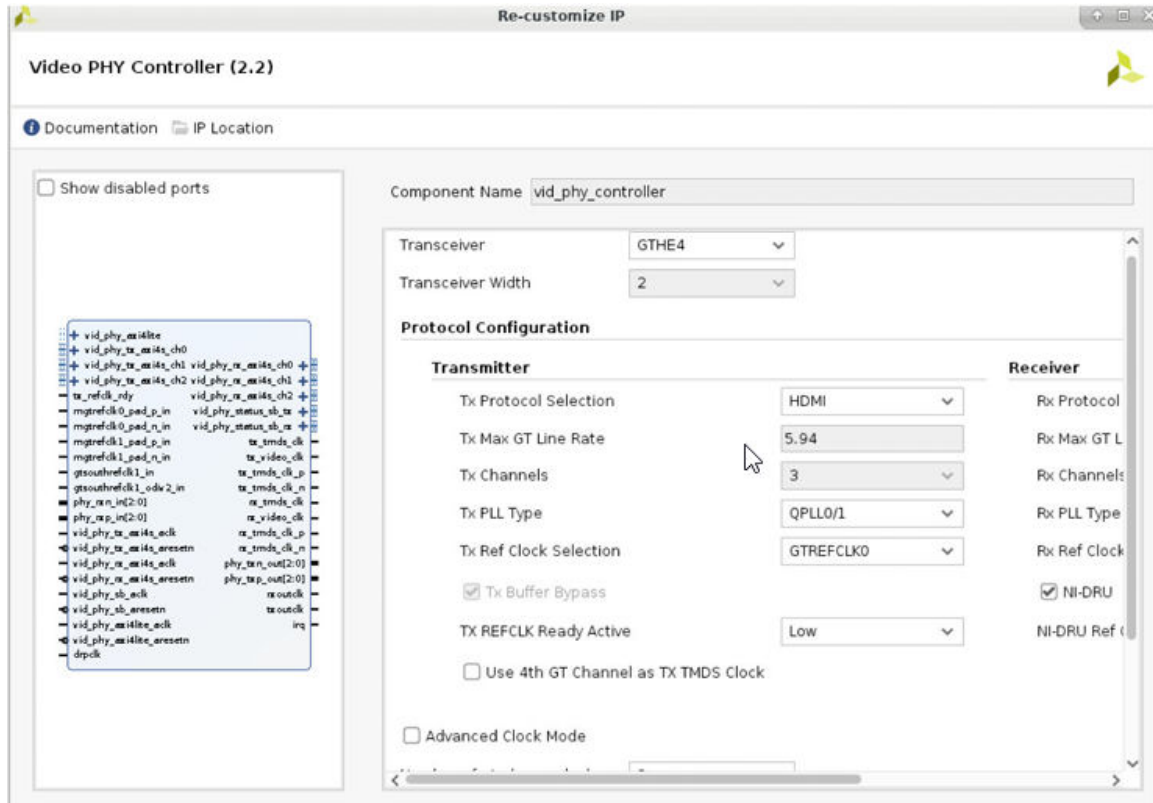 Re-customize IP
Video PHY Controller (2.2)
Documentation IP Location
Show disabled ports
vid_phy_axi4lite
vid_phy_tx_axi4s_ch0
vid_phy_tx_axi4s_ch1 vid_phy_rx_axi4s_ch0
vid_phy_tx_axi4s_ch2 vid_phy_rx_axi4s_ch1
tx_refclk_rdy vid_phy_rx_axi4s_ch2
mgtrefclk0_pad_p_in vid_phy_status_sb_tx
mgtrefclk0_pad_n_in vid_phy_status_sb_rx
mgtrefclk1_pad_p_in tx_tmds_clk
mgtrefclk1_pad_n_in tx_video_clk
gtsouthrefclk1_in tx_tmds_clk_p
gtsouthrefclk1_odiv2_in tx_tmds_clk_n
phy_rxn_in[2:0] rx_tmds_clk
phy_rxp_in[2:0] rx_video_clk
vid_phy_tx_axi4s_aclk rx_tmds_clk_p
vid_phy_tx_axi4s_aresetn rx_tmds_clk_n
vid_phy_rx_axi4s_aclk phy_txn_out[2:0]
vid_phy_rx_axi4s_aresetn phy_txp_out[2:0]
vid_phy_sb_aclk rxoutclk
vid_phy_sb_aresetn txoutclk
vid_phy_axi4lite_aclk irq
vid_phy_axi4lite_aresetn
drpclk
Component Name vid_phy_controller
Transceiver GTHE4
Transceiver Width 2
Protocol Configuration
Transmitter Receiver
Tx Protocol Selection HDMI Rx Protocol
Tx Max GT Line Rate 5.94 Rx Max GT L
Tx Channels 3 Rx Channels
Tx PLL Type QPLL0/1 Rx PLL Type
Tx Ref Clock Selection GTREFCLK0 Rx Ref Clock
Tx Buffer Bypass NI-DRU
TX REFCLK Ready Active Low NI-DRU Ref
Use 4th GT Channel as TX TMDS Clock
Advanced Clock Mode